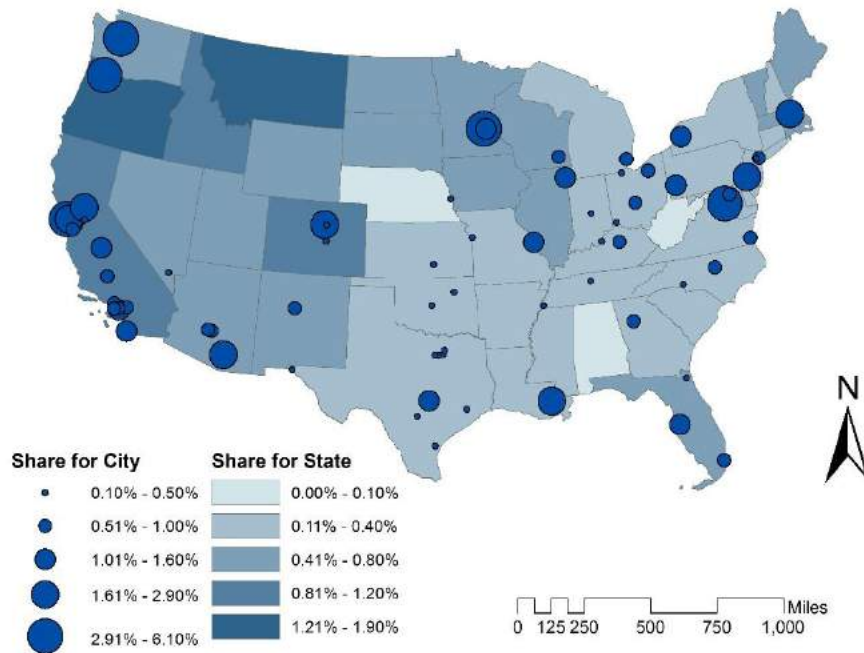 N
Share for City
0.10% - 0.50%
0.51% - 1.00%
1.01% - 1.60%
1.61% - 2.90%
2.91% - 6.10%
Share for State
0.00% - 0.10%
0.11% - 0.40%
0.41% - 0.80%
0.81% - 1.20%
1.21% - 1.90%
Miles
0 125 250 500 750 1,000